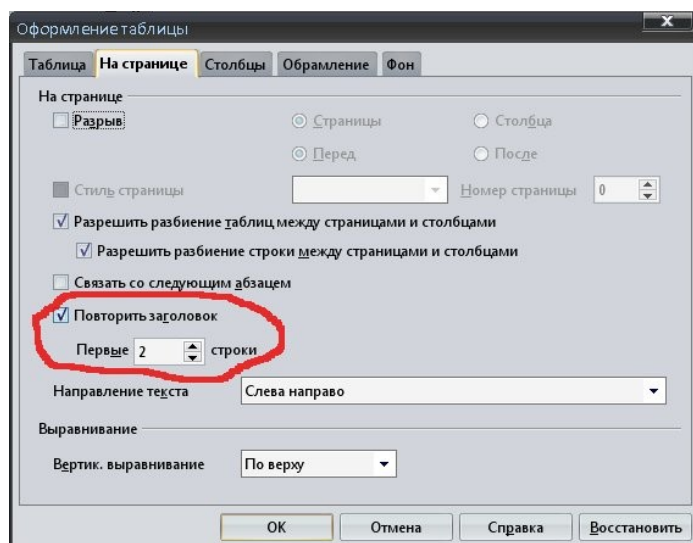 Оформление таблицы
Таблица На странице Столбцы Обрамление Фон
На странице
Разрыв Страницы Столбца
Перед После
Стиль страницы Номер страницы 0
Разрешить разбиение таблиц между страницами и столбцами
Разрешить разбиение строки между страницами и столбцами
Связать со следующим абзацем
Повторить заголовок
Первые 2 строки
Направление текста Слева направо
Выравнивание
Вертик. выравнивание По верху
OK Отмена Справка Восстановить